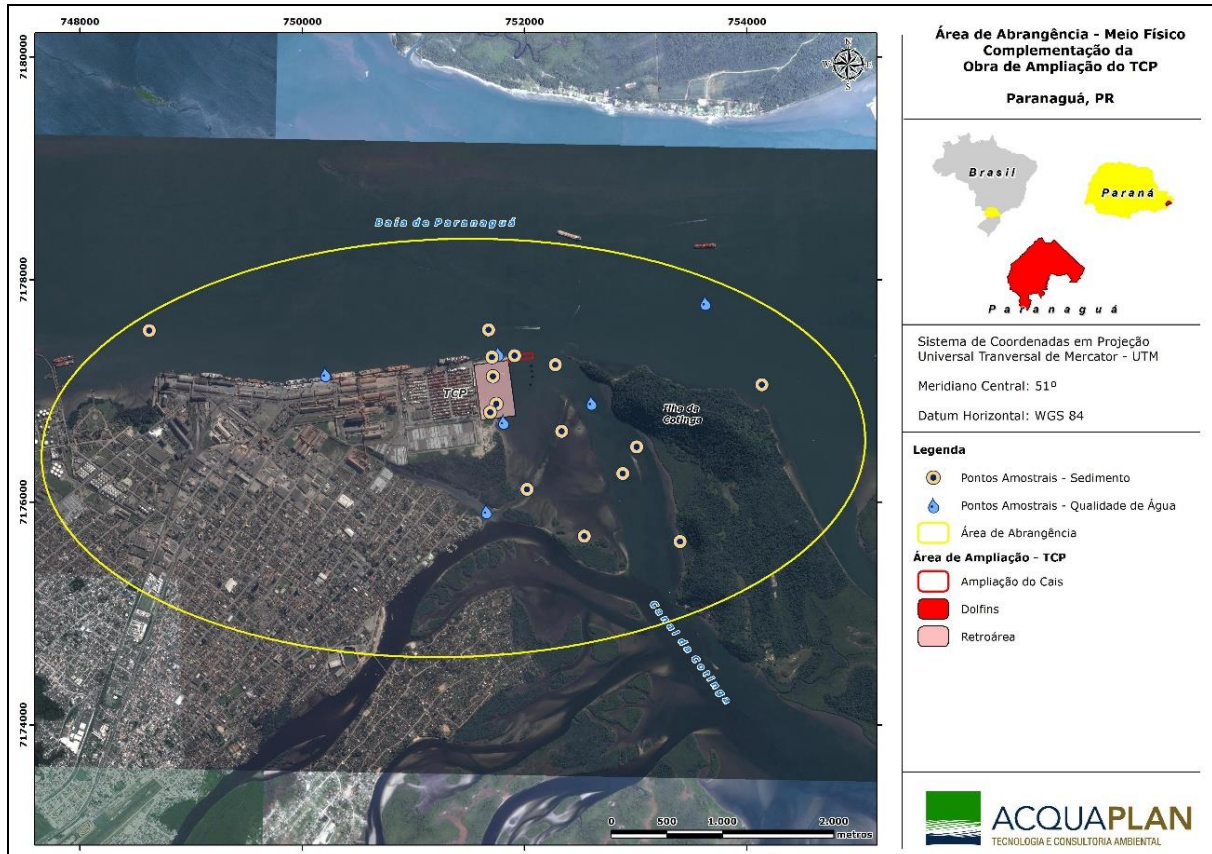 748000
750000
752000
754000
7180000
7178000
7176000
7174000
N
W
E
S
Baía de Paranaguá
TCP
Ilha da
Cotinga
Canal da Cotinga
0 500 1.000 2.000
metros
Área de Abrangência - Meio Físico
Complementação da
Obra de Ampliação do TCP
Paranaguá, PR
Brasil
Paraná
Paranaguá
Sistema de Coordenadas em Projeção
Universal Tranversal de Mercator - UTM
Meridiano Central: 51º
Datum Horizontal: WGS 84
Legenda
Pontos Amostrais - Sedimento
Pontos Amostrais - Qualidade de Água
Área de Abrangência
Área de Ampliação - TCP
Ampliação do Cais
Dolfins
Retroárea
ACQUAPLAN
TECNOLOGIA E CONSULTORIA AMBIENTAL